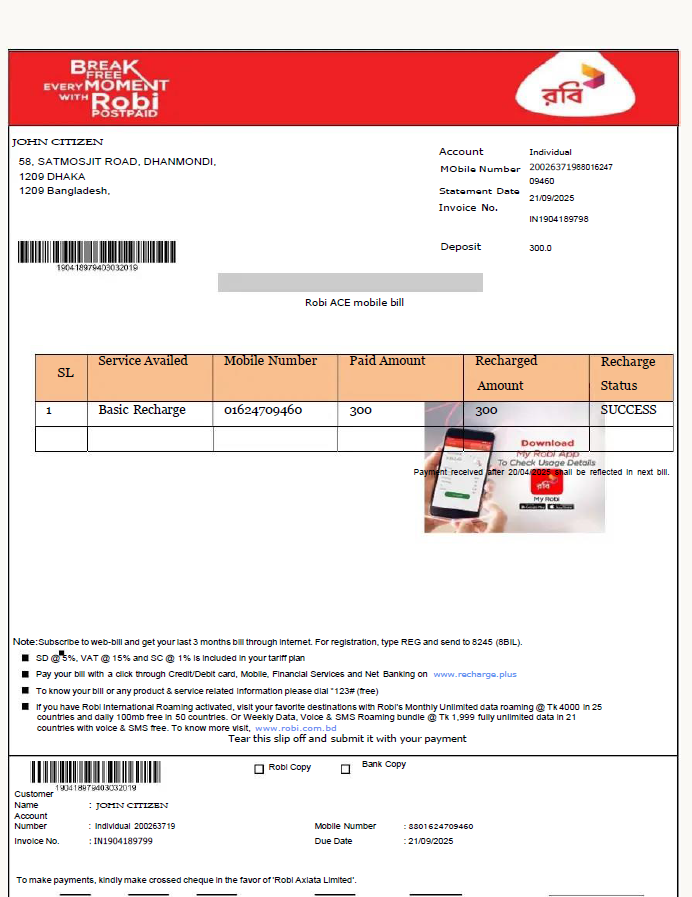 BREAK
FREE
EVERY MOMENT
WITH Robi
POSTPAID
রবি
JOHN CITIZEN
58, SATMOSJIT ROAD, DHANMONDI,
1209 DHAKA
1209 Bangladesh,
Account Individual
MObile Number 20026371988016247
09460
Statement Date 21/09/2025
Invoice No.
IN1904189798
Deposit 300.0
190418979403032019
Robi ACE mobile bill
SL Service Availed Mobile Number Paid Amount Recharged Amount Recharge Status
1 Basic Recharge 01624709460 300 300 SUCCESS
Download
My Robi App
To Check Usage Details
Payment received after 20/04/2025 shall be reflected in next bill.
রবি
My Robi
Note:Subscribe to web-bill and get your last 3 months bill through internet. For registration, type REG and send to 8245 (8BIL).
SD @ 5%, VAT @ 15% and SC @ 1% is included in your tariff plan
Pay your bill with a click through Credit/Debit card, Mobile, Financial Services and Net Banking on www.recharge.plus
To know your bill or any product & service related information please dial *123# (free)
If you have Robi International Roaming activated, visit your favorite destinations with Robi's Monthly Unlimited data roaming @ Tk 4000 in 25
countries and daily 100mb free in 50 countries. Or Weekly Data, Voice & SMS Roaming bundle @ Tk 1,999 fully unlimited data in 21
countries with voice & SMS free. To know more visit, www.robi.com.bd
Tear this slip off and submit it with your payment
190418979403032019
Robi Copy Bank Copy
Customer
Name : JOHN CITIZEN
Account
Number : Individual 200263719 Mobile Number : 8801624709460
Invoice No. : IN1904189799 Due Date : 21/09/2025
To make payments, kindly make crossed cheque in the favor of 'Robi Axiata Limited'.